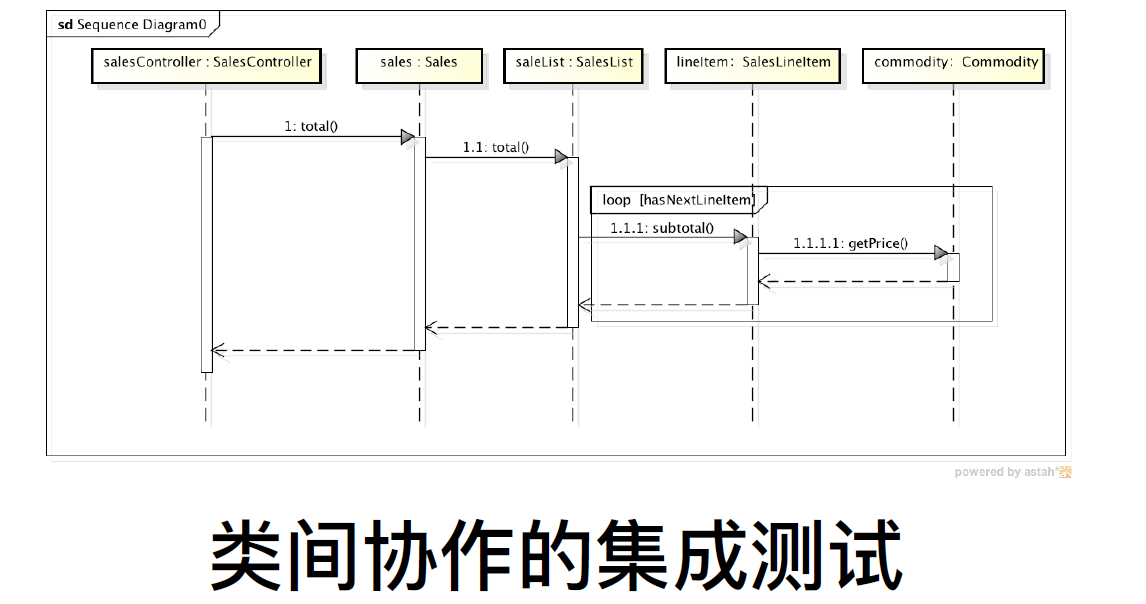 sd Sequence Diagram0
salesController : SalesController
sales : Sales
saleList : SalesList
lineItem： SalesLineItem
commodity： Commodity
1: total()
1.1: total()
loop [hasNextLineItem]
1.1.1: subtotal()
1.1.1.1: getPrice()
powered by astah*
类间协作的集成测试